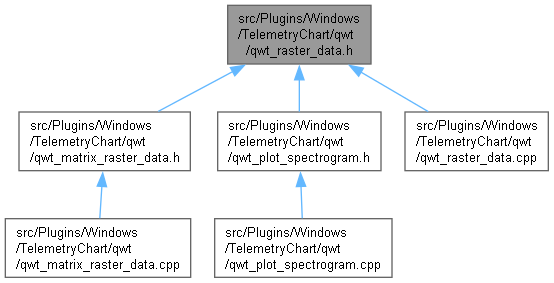 src/Plugins/Windows
/TelemetryChart/qwt
/qwt_raster_data.h
src/Plugins/Windows
/TelemetryChart/qwt
/qwt_matrix_raster_data.h
src/Plugins/Windows
/TelemetryChart/qwt
/qwt_plot_spectrogram.h
src/Plugins/Windows
/TelemetryChart/qwt
/qwt_raster_data.cpp
src/Plugins/Windows
/TelemetryChart/qwt
/qwt_matrix_raster_data.cpp
src/Plugins/Windows
/TelemetryChart/qwt
/qwt_plot_spectrogram.cpp